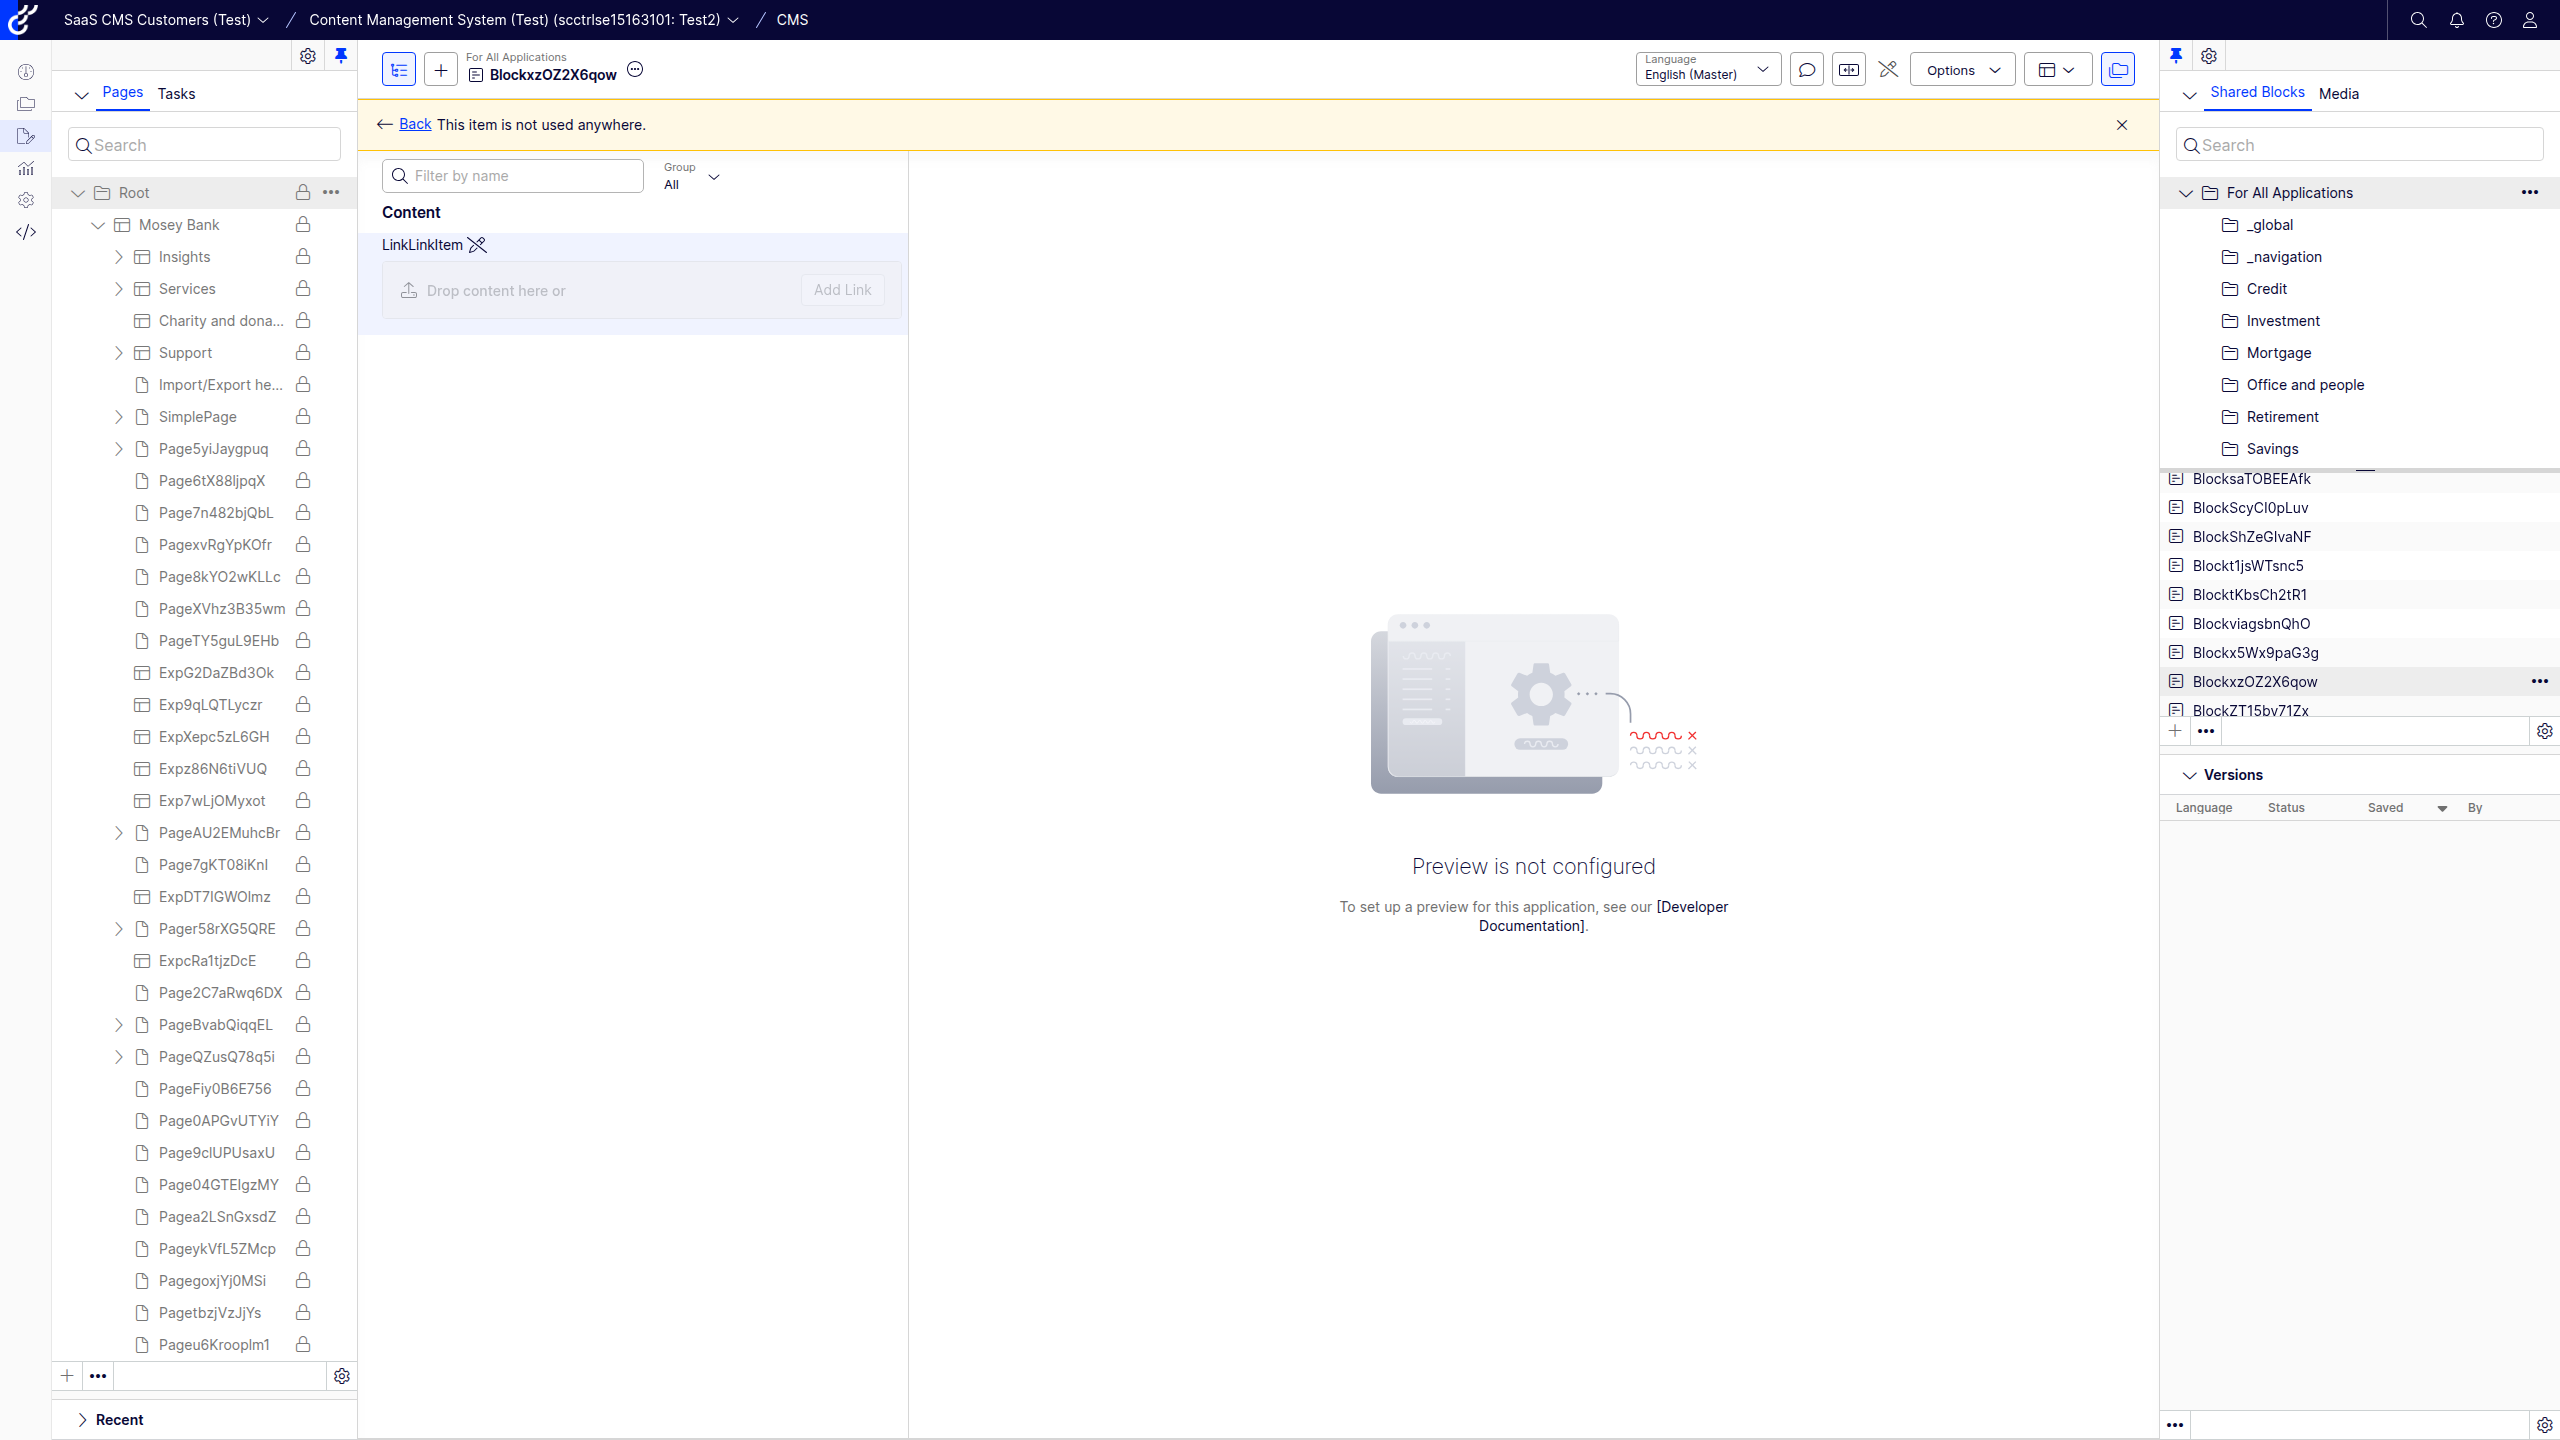 SaaS CMS Customers (Test)
Content Management System (Test) (scctrlse15163101: Test2)
CMS
Pages
Tasks
Search
Root
Mosey Bank
Insights
Services
Charity and dona...
Support
Import/Export he...
SimplePage
Page5yiJaygpuq
Page6tX88ljpqX
Page7n482bjQbL
PagexvRgYpKOfr
Page8kYO2wKLLc
PageXVhz3B35wm
PageTY5guL9EHb
ExpG2DaZBd3Ok
Exp9qLQTLyczr
ExpXepc5zL6GH
Expz86N6tiVUQ
Exp7wLjOMyxot
PageAU2EMuhcBr
Page7gKT08iKnI
ExpDT7IGWOlmz
Pager58rXG5QRE
ExpcRa1tjzDcE
Page2C7aRwq6DX
PageBvabQiqqEL
PageQZusQ78q5i
PageFiy0B6E756
Page0APGvUTYiY
Page9clUPUsaxU
Page04GTEIgzMY
Pagea2LSnGxsdZ
PageykVfL5ZMcp
PagegoxjYj0MSi
PagetbzjVzJjYs
Pageu6Krooplm1
Recent
For All Applications
BlockxzOZ2X6qow
Language
English (Master)
Options
Back This item is not used anywhere.
Filter by name
Group
All
Content
LinkLinkItem
Drop content here or
Add Link
Preview is not configured
To set up a preview for this application, see our [Developer
Documentation].
Shared Blocks
Media
Search
For All Applications
_global
_navigation
Credit
Investment
Mortgage
Office and people
Retirement
Savings
BlocksaTOBEEAfk
BlockScyCI0pLuv
BlockShZeGIvaNF
Blockt1jsWTsnc5
BlocktKbsCh2tR1
BlockviagsbnQhO
Blockx5Wx9paG3g
BlockxzOZ2X6qow
BlockZT15bv71Zx
Versions
Language
Status
Saved
By